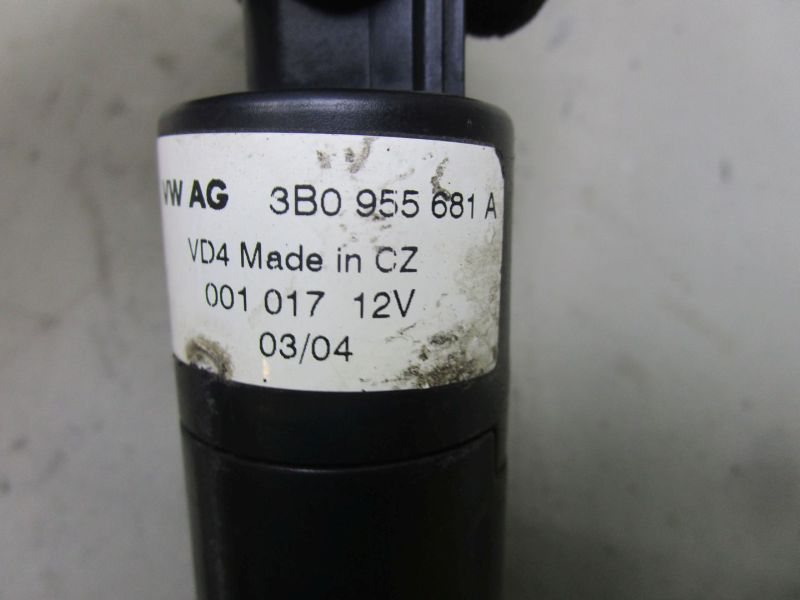 VW AG 3B0 955 681 A
VD4 Made in CZ
001 017 12V
03/04